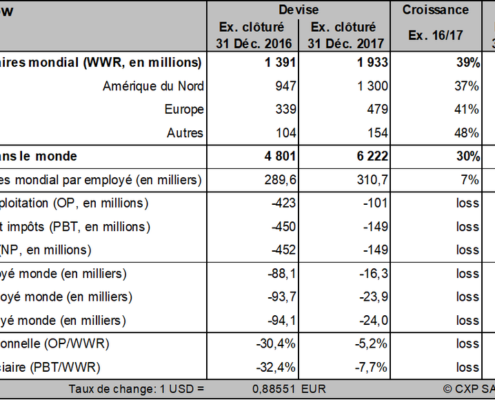 ew Devise Croissance
Ex. clôturé Ex. clôturé Ex. 16/17
31 Déc. 2016 31 Déc. 2017 3
aires mondial (WWR, en millions) 1 391 1 933 39%
Amérique du Nord 947 1 300 37%
Europe 339 479 41%
Autres 104 154 48%
ans le monde 4 801 6 222 30%
es mondial par employé (en milliers) 289,6 310,7 7%
ploitation (OP, en millions) -423 -101 loss
t impôts (PBT, en millions) -450 -149 loss
(NP, en millions) -452 -149 loss
oyé monde (en milliers) -88,1 -16,3 loss
oyé monde (en milliers) -93,7 -23,9 loss
yé monde (en milliers) -94,1 -24,0 loss
onnelle (OP/WWR) -30,4% -5,2% loss
ciaire (PBT/WWR) -32,4% -7,7% loss
Taux de change: 1 USD = 0,88551 EUR © CXP SA